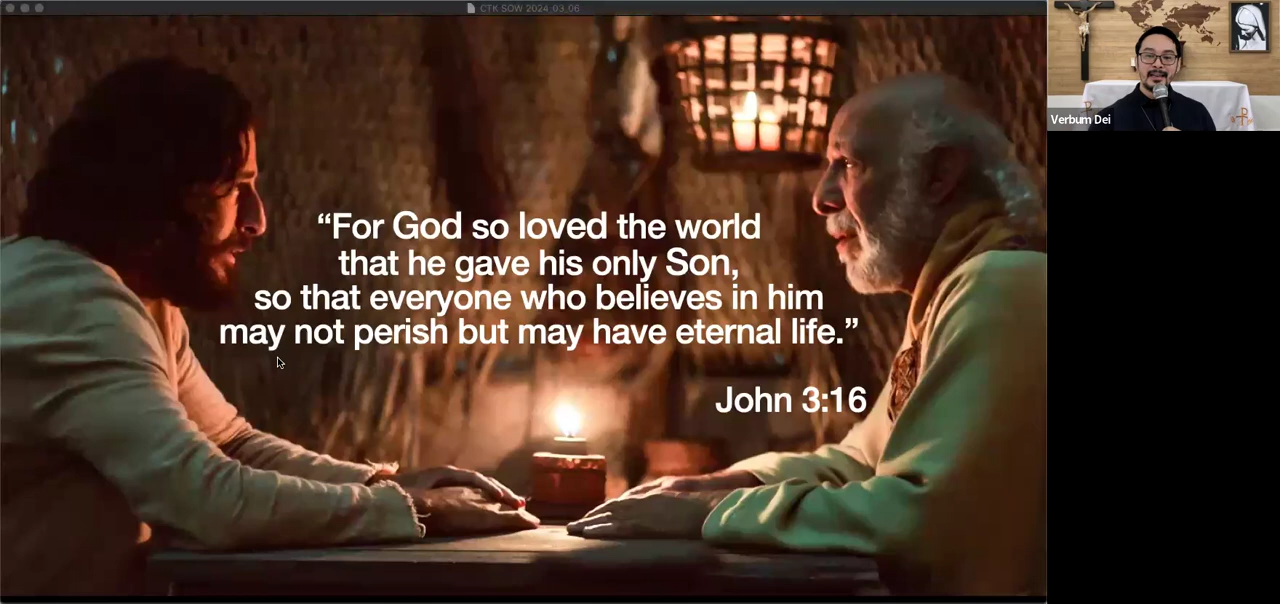 CTK SOW 2024_03_06
“For God so loved the world
that he gave his only Son,
so that everyone who believes in him
may not perish but may have eternal life.”
John 3:16
Verbum Dei